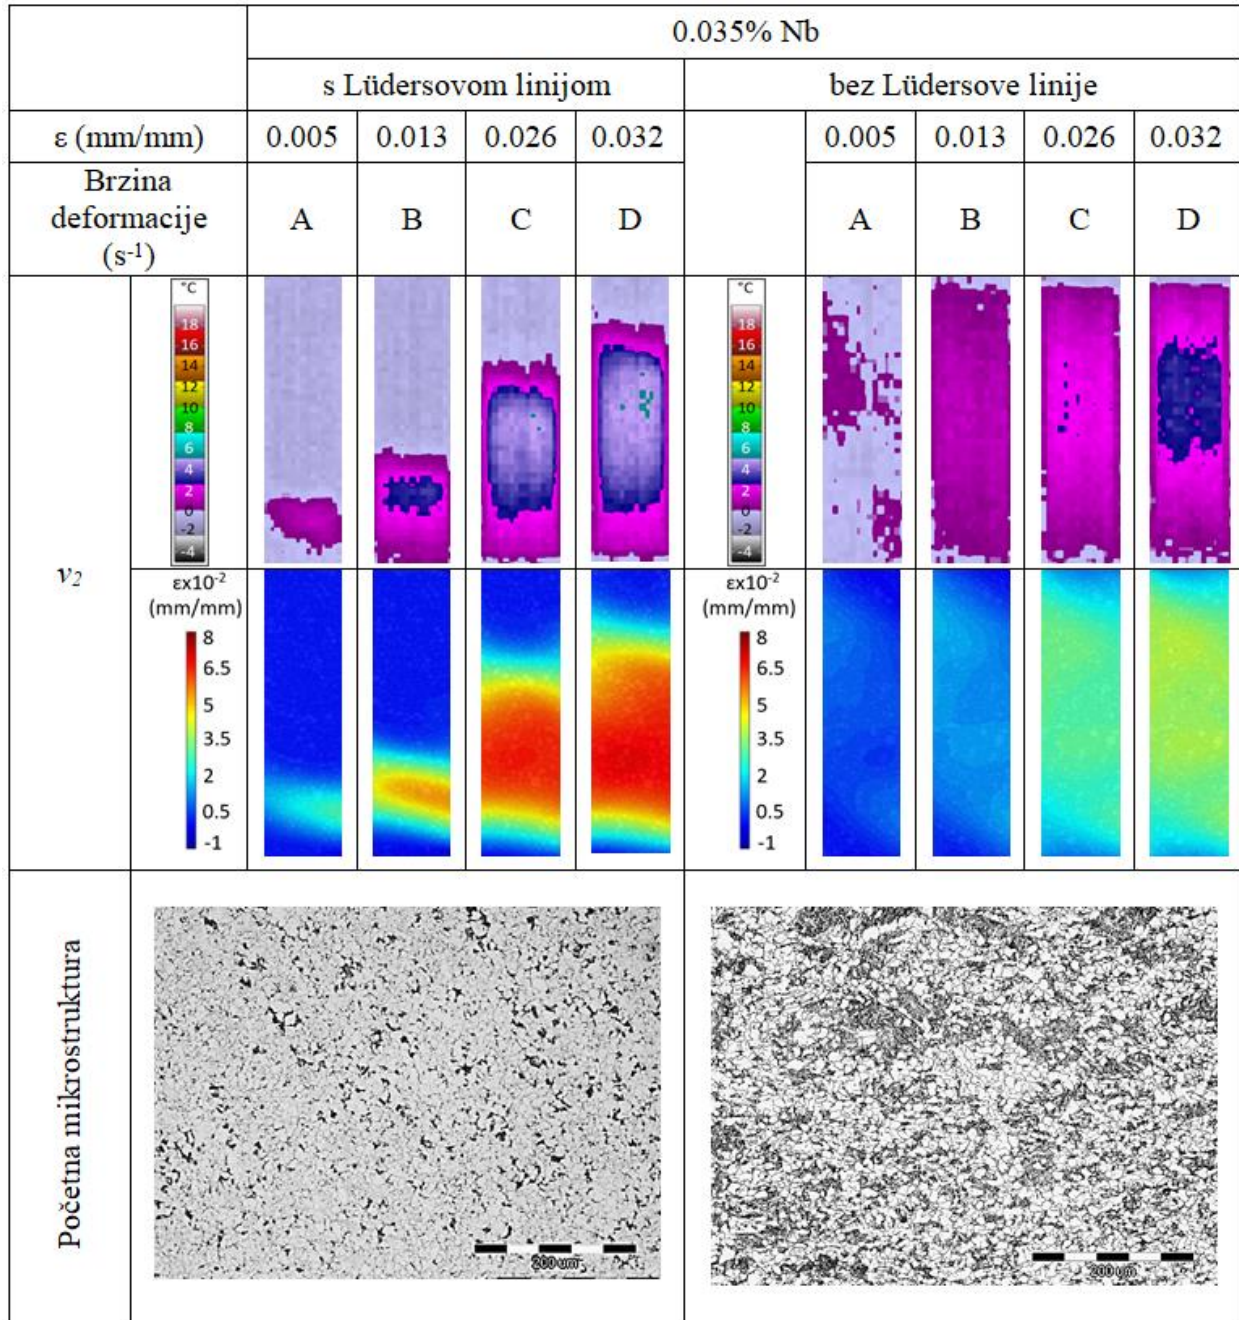 0.035% Nb
s Lüdersovom linijom
bez Lüdersove linije
ε (mm/mm)
0.005
0.013
0.026
0.032
0.005
0.013
0.026
0.032
Brzina
deformacije
(s⁻¹)
A
B
C
D
A
B
C
D
v₂
°C
18
16
14
12
10
8
6
4
2
0
-2
-4
°C
18
16
14
12
10
8
6
4
2
0
-2
-4
εx10⁻²
(mm/mm)
8
6.5
5
3.5
2
0.5
-1
εx10⁻²
(mm/mm)
8
6.5
5
3.5
2
0.5
-1
Početna mikrostruktura
200 um
200 um